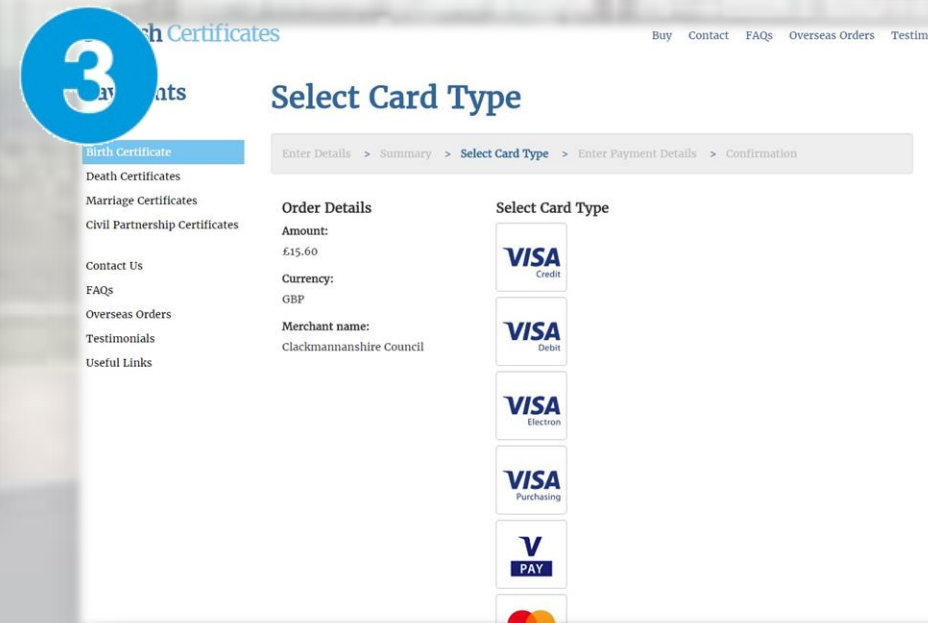 3
Certificates
Buy Contact FAQs Overseas Orders
Select Card Type
Birth Certificate
Death Certificates
Marriage Certificates
Civil Partnership Certificates
Contact Us
FAQs
Overseas Orders
Testimonials
Useful Links
Enter Details > Summary > Select Card Type > Enter Payment Details > Confirmation
Order Details
Amount:
£15.60
Currency:
GBP
Merchant name:
Clackmannanshire Council
Select Card Type
VISA
Credit
VISA
Debit
VISA
Electron
VISA
Purchasing
V
PAY